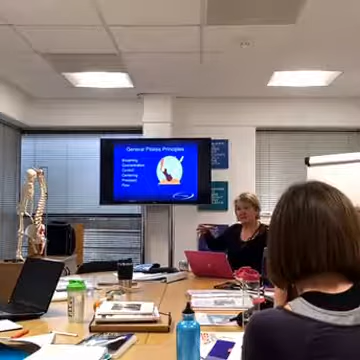 General Pilates Principles
Breathing
Concentration
Control
Centering
Precision
Flow